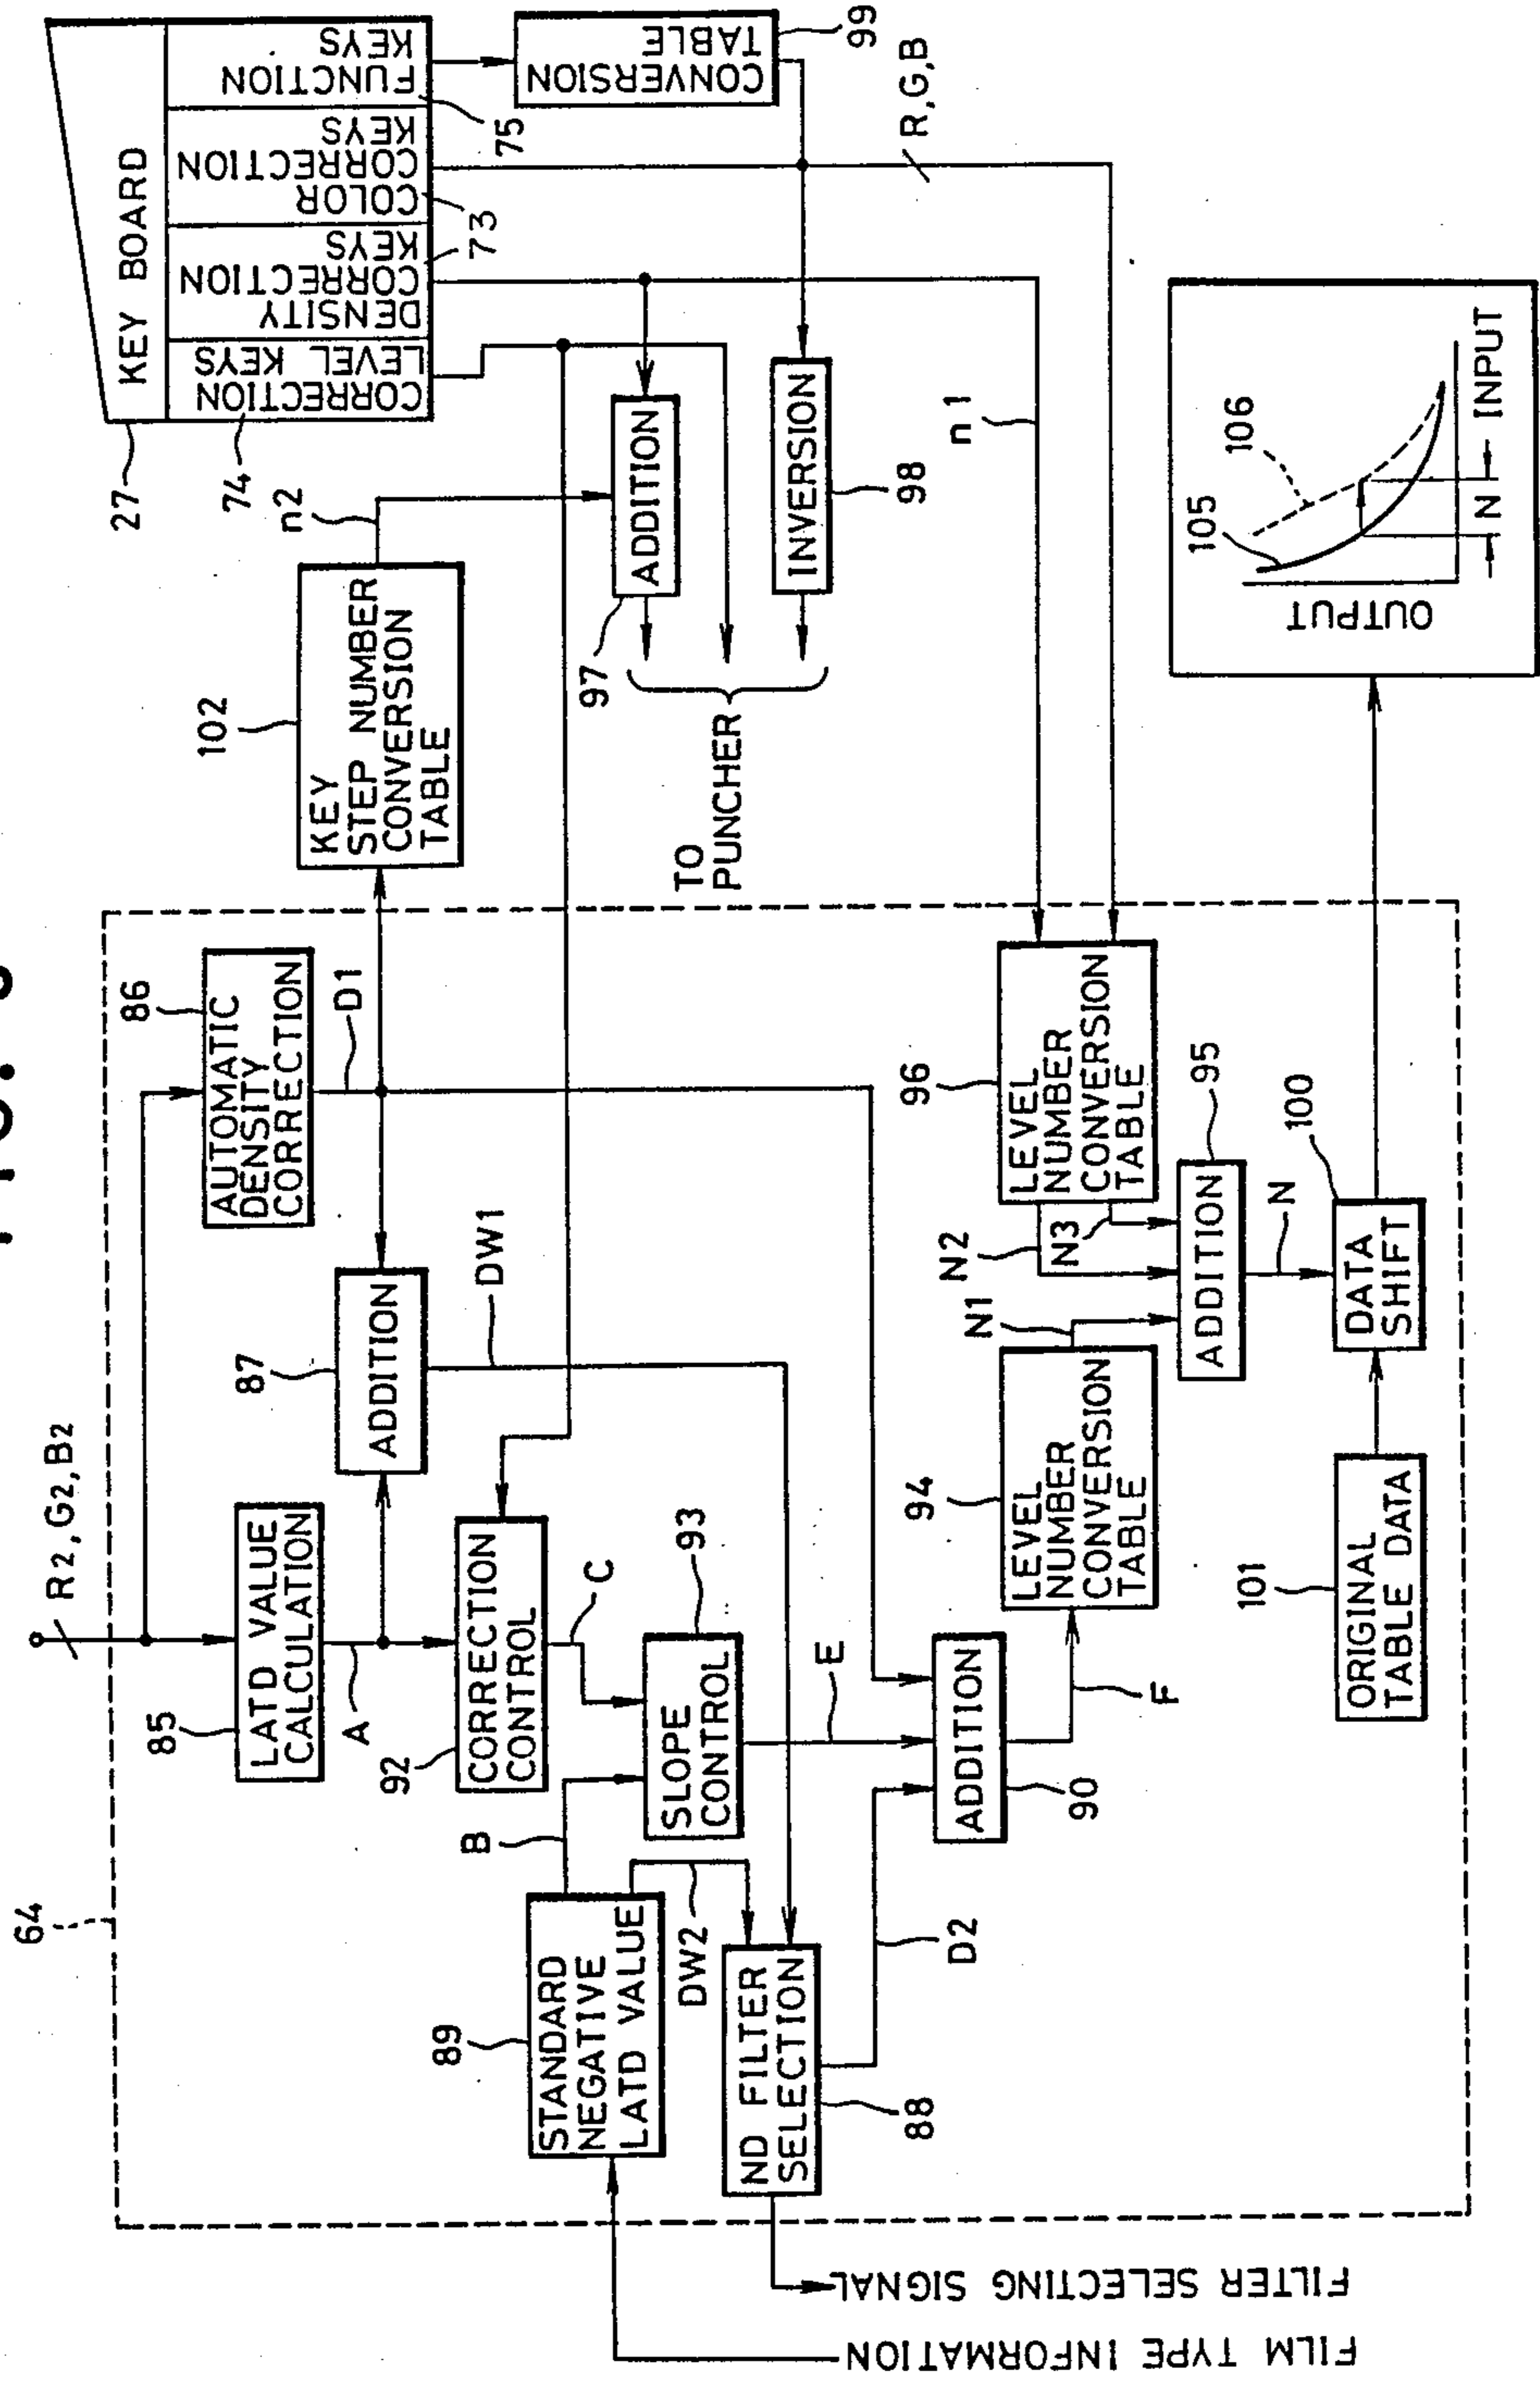 R2, G2, B2
64
85
LATD VALUE
CALCULATION
A
86
AUTOMATIC
DENSITY
CORRECTION
D1
87
ADDITION
DW1
92
CORRECTION
CONTROL
C
93
SLOPE
CONTROL
B
E
89
STANDARD
NEGATIVE
LATD VALUE
DW2
ND FILTER
SELECTION
88
D2
FILTER SELECTING SIGNAL
FILM TYPE INFORMATION
ADDITION
90
F
94
LEVEL
NUMBER
CONVERSION
TABLE
N1
96
LEVEL
NUMBER
CONVERSION
TABLE
N2
N3
95
ADDITION
N
100
DATA
SHIFT
101
ORIGINAL
TABLE DATA
102
KEY
STEP NUMBER
CONVERSION
TABLE
n2
27
KEY BOARD
74
CORRECTION
LEVEL KEYS
DENSITY
CORRECTION
KEYS
73
COLOR
CORRECTION
KEYS
75
FUNCTION
KEYS
CONVERSION
TABLE
99
R,G,B
97
ADDITION
INVERSION
98
TO
PUNCHER
n1
105
106
OUTPUT
N
INPUT